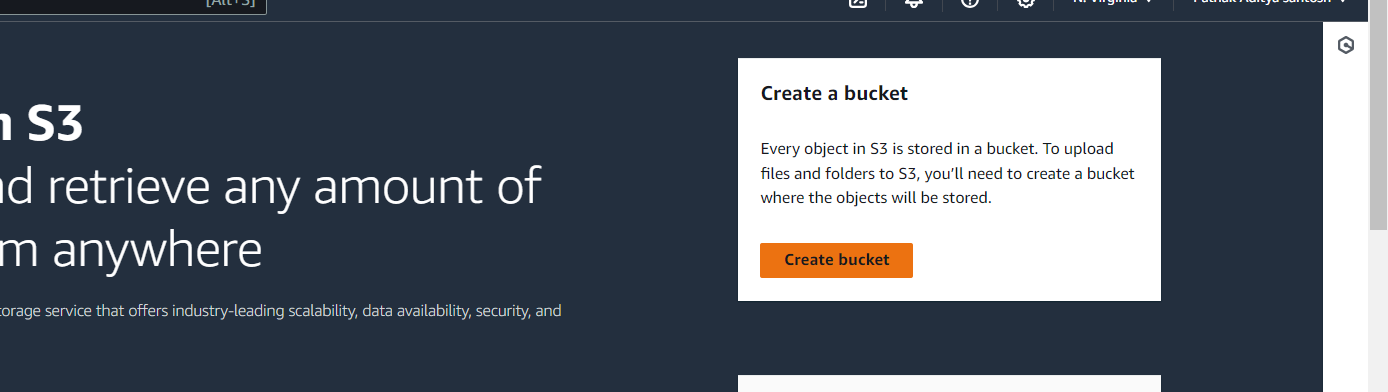 [Alt+S]
N. Virginia
Pathak Aditya Santosh
n S3
nd retrieve any amount of
m anywhere
torage service that offers industry-leading scalability, data availability, security, and
Create a bucket
Every object in S3 is stored in a bucket. To upload
files and folders to S3, you'll need to create a bucket
where the objects will be stored.
Create bucket